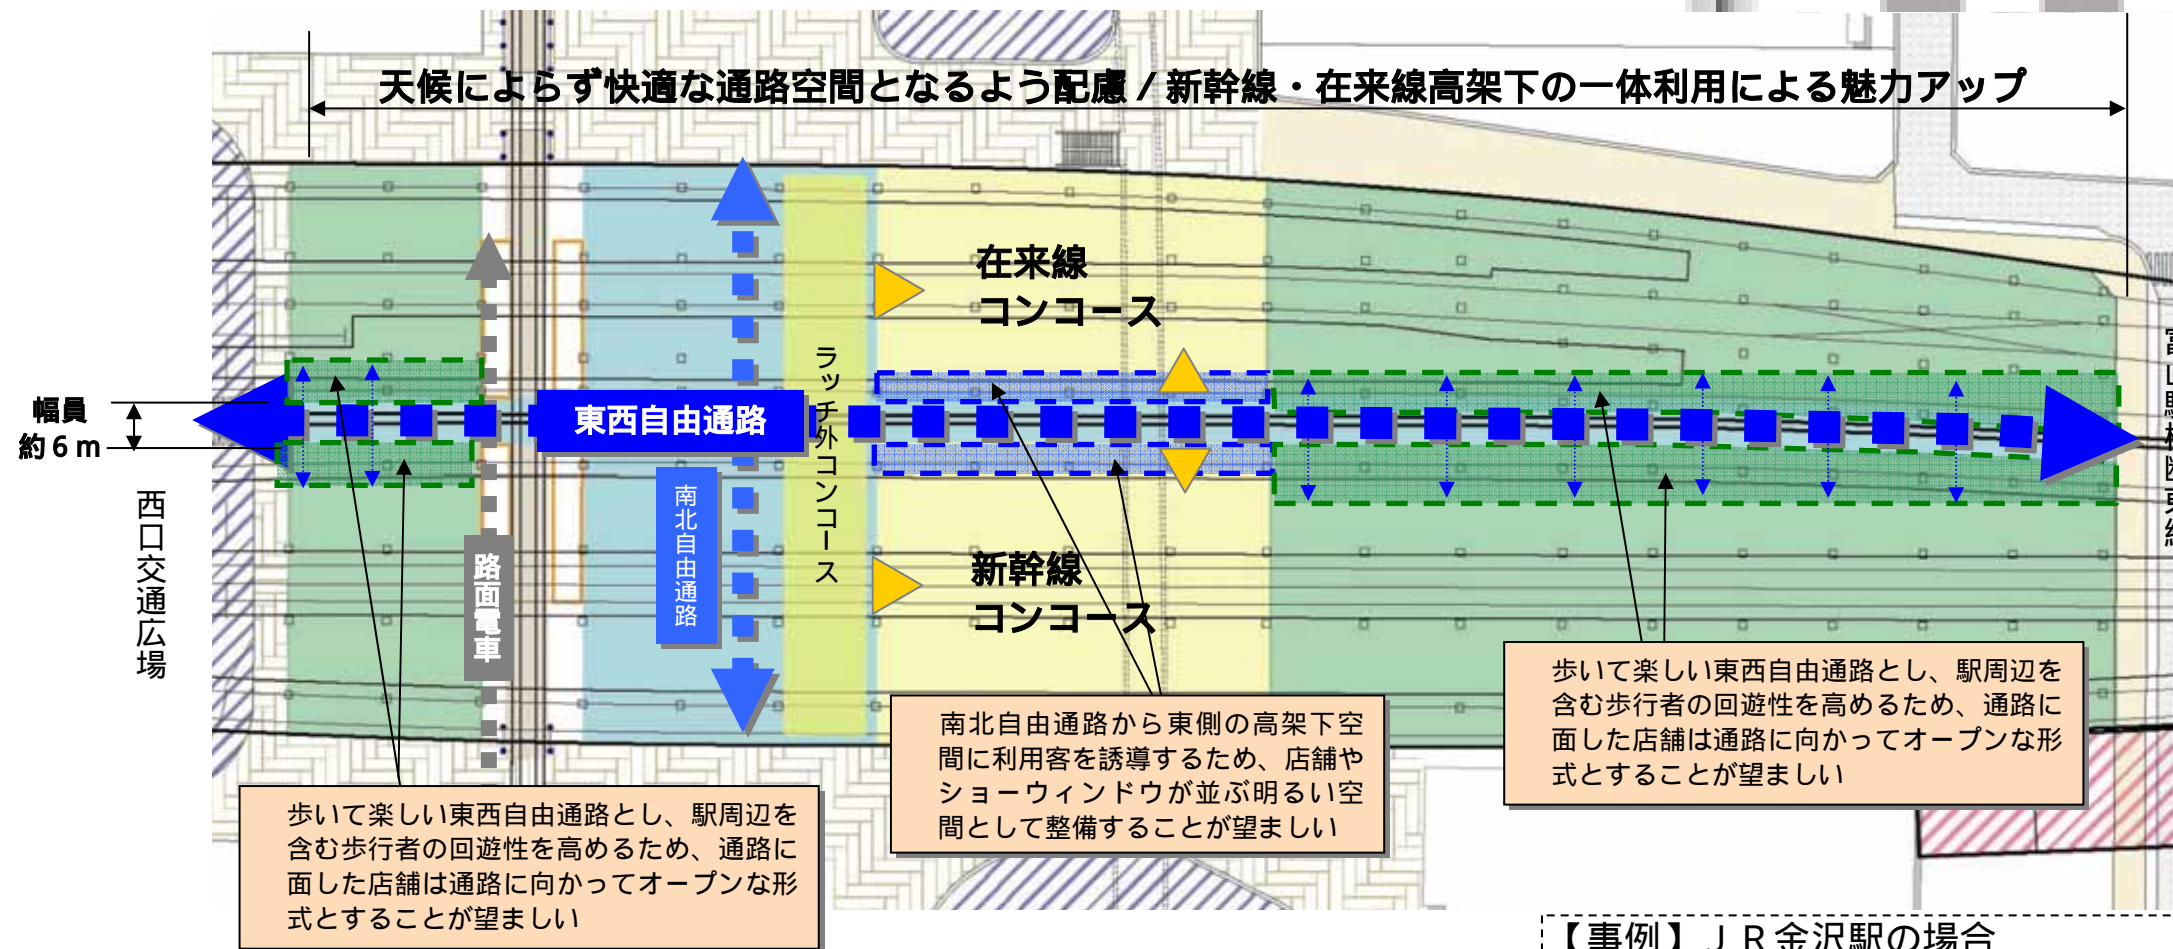 天候によらず快適な通路空間となるよう配慮／新幹線・在来線高架下の一体利用による魅力アップ
在来線
コンコース
ラッチ外コンコース
幅員
約６ｍ
東西自由通路
南北自由通路
西口交通広場
路面電車
新幹線
コンコース
富山駅横断東線
歩いて楽しい東西自由通路とし、駅周辺を
含む歩行者の回遊性を高めるため、通路に
面した店舗は通路に向かってオープンな形
式とすることが望ましい
南北自由通路から東側の高架下空
間に利用客を誘導するため、店舗や
ショーウィンドウが並ぶ明るい空
間として整備することが望ましい
歩いて楽しい東西自由通路とし、駅周辺を
含む歩行者の回遊性を高めるため、通路に
面した店舗は通路に向かってオープンな形
式とすることが望ましい
【事例】ＪＲ金沢駅の場合